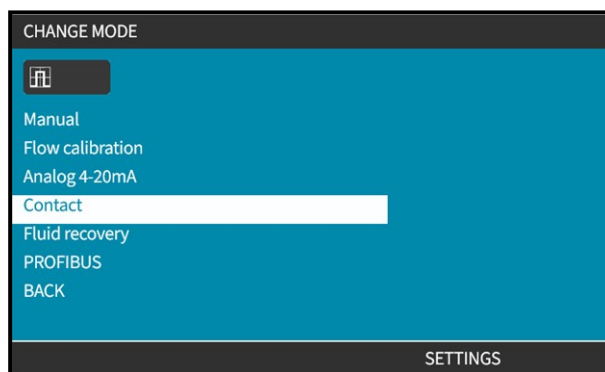 CHANGE MODE
Manual
Flow calibration
Analog 4-20mA
Contact
Fluid recovery
PROFIBUS
BACK
SETTINGS